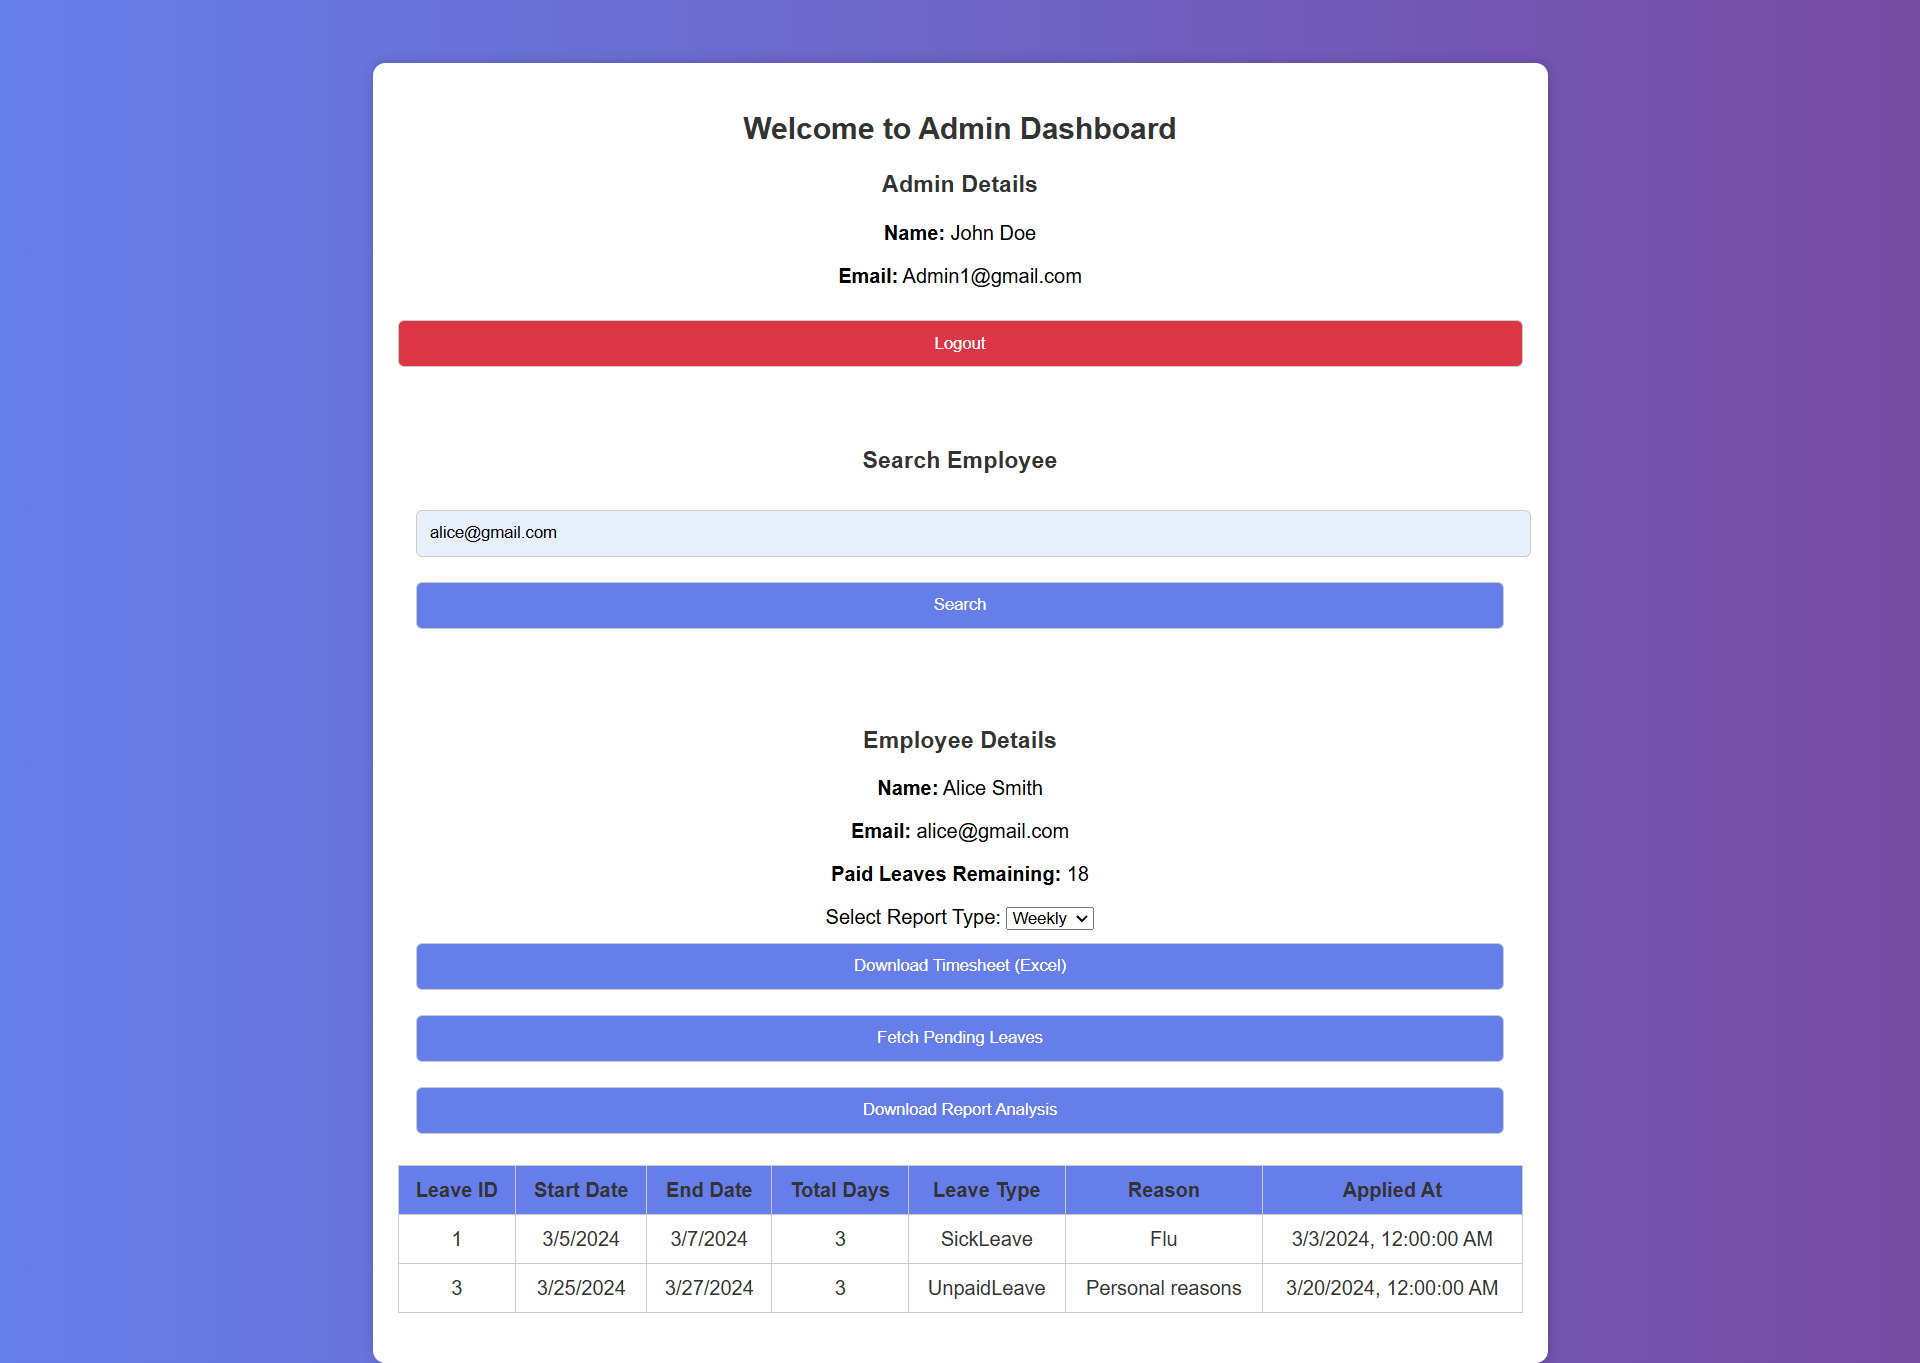 Welcome to Admin Dashboard
Admin Details
Name: John Doe
Email: Admin1@gmail.com
Logout
Search Employee
alice@gmail.com
Search
Employee Details
Name: Alice Smith
Email: alice@gmail.com
Paid Leaves Remaining: 18
Select Report Type: Weekly
Download Timesheet (Excel)
Fetch Pending Leaves
Download Report Analysis
Leave ID Start Date End Date Total Days Leave Type Reason Applied At
1 3/5/2024 3/7/2024 3 SickLeave Flu 3/3/2024, 12:00:00 AM
3 3/25/2024 3/27/2024 3 UnpaidLeave Personal reasons 3/20/2024, 12:00:00 AM